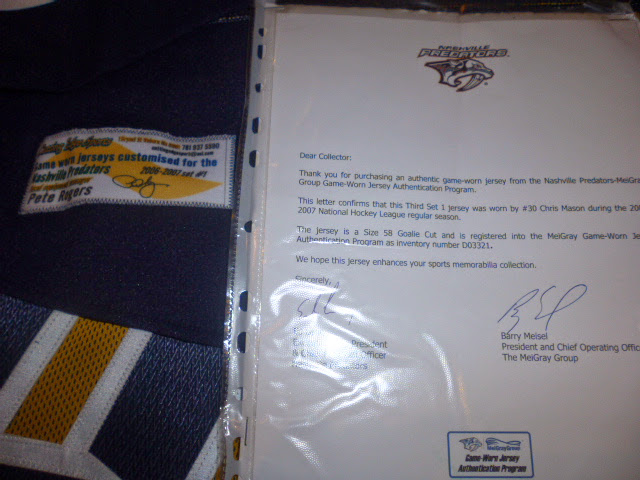 NASHVILLE
PREDATORS
Game worn jerseys customised for the
Nashville Predators
2006-2007 set #1
Pete Rogers
Dear Collector:
Thank you for purchasing an authentic game-worn jersey from the Nashville Predators-MeiGra
Group Game-Worn Jersey Authentication Program.
This letter confirms that this Third Set 1 jersey was worn by #30 Chris Mason during the 20
2007 National Hockey League regular season.
The jersey is a Size 58 Goalie Cut and is registered into the MeiGray Game-Worn Je
Authentication Program as inventory number D03321.
We hope this jersey enhances your sports memorabilia collection.
Sincerely,
President
Officer
Barry Meisel
President and Chief Operating Offic
The MeiGray Group
MeiGray Group
Game-Worn Jersey
Authentication Program